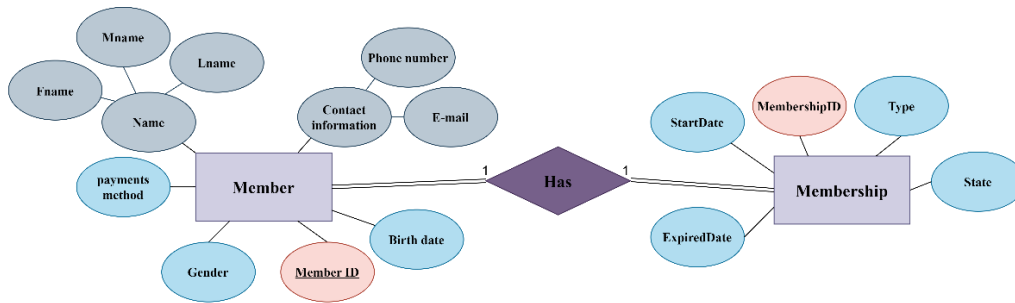 Mname
Lname
Fname
Name
Phone number
Contact
information
E-mail
payments
method
Member
Gender
Member ID
Birth date
1
Has
1
StartDate
MembershipID
Type
Membership
State
ExpiredDate